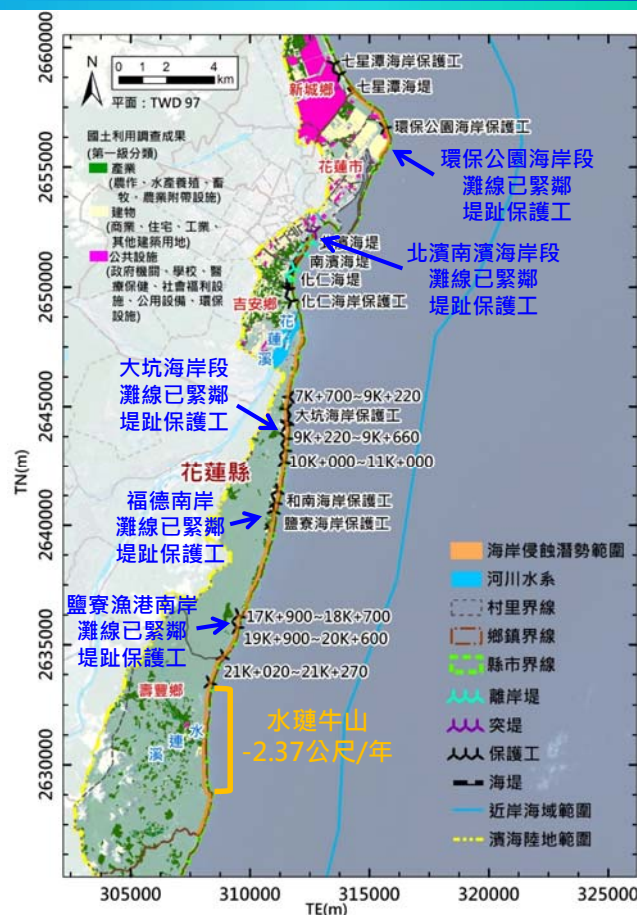 2660000
2655000
2650000
2645000
2640000
2635000
2630000
TN(m)
0 2 4
km
N
平面：TWD 97
國土利用調查成果
(第一級分類)
產業
(農作、水產養殖、畜
牧、農業附帶設施)
建物
(商業、住宅、工業、
其他建築用地)
公共設施
(政府機關、學校、醫
療保健、社會福利設
施、公用設備、環保
設施)
七星潭海岸保護工
新城鄉
七星潭海堤
環保公園海岸保護工
花蓮市
環保公園海岸段
灘線已緊鄰
堤趾保護工
北濱海堤
南濱海堤
北濱南濱海岸段
灘線已緊鄰
堤趾保護工
化仁海堤
化仁海岸保護工
吉安鄉
花蓮溪
大坑海岸段
灘線已緊鄰
堤趾保護工
7K+700~9K+220
大坑海岸保護工
9K+220~9K+660
10K+000~11K+000
花蓮縣
福德南岸
灘線已緊鄰
堤趾保護工
和南海岸保護工
鹽寮海岸保護工
鹽寮漁港南岸
灘線已緊鄰
堤趾保護工
17K+900~18K+700
19K+900~20K+600
21K+020~21K+270
壽豐鄉
水璉牛山
-2.37公尺/年
水連溪
海岸侵蝕潛勢範圍
河川水系
村里界線
鄉鎮界線
縣市界線
離岸堤
突堤
保護工
海堤
近岸海域範圍
濱海陸地範圍
305000 310000 315000 320000 325000
TE(m)